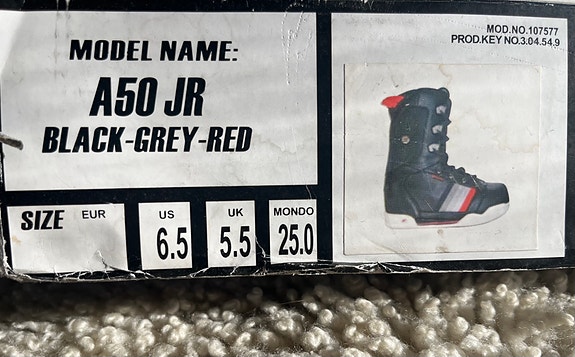 MODEL NAME:
A50 JR
BLACK-GREY-RED
MOD.NO.107577
PROD.KEY NO.3.04.54.9
SIZE
EUR
US
6.5
UK
5.5
MONDO
25.0